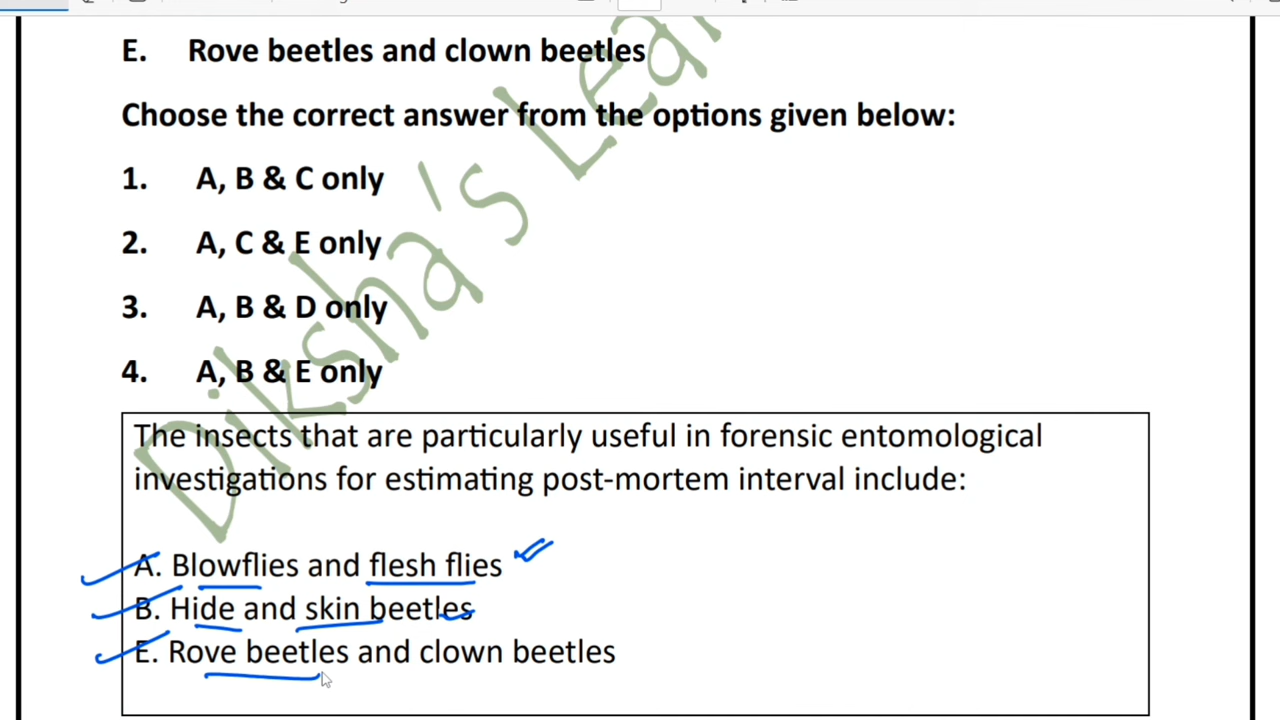 E. Rove beetles and clown beetles
Choose the correct answer from the options given below:
1. A, B & C only
2. A, C & E only
3. A, B & D only
4. A, B & E only
Diksha's Lear
The insects that are particularly useful in forensic entomological
investigations for estimating post-mortem interval include:
A. Blowflies and flesh flies
B. Hide and skin beetles
E. Rove beetles and clown beetles